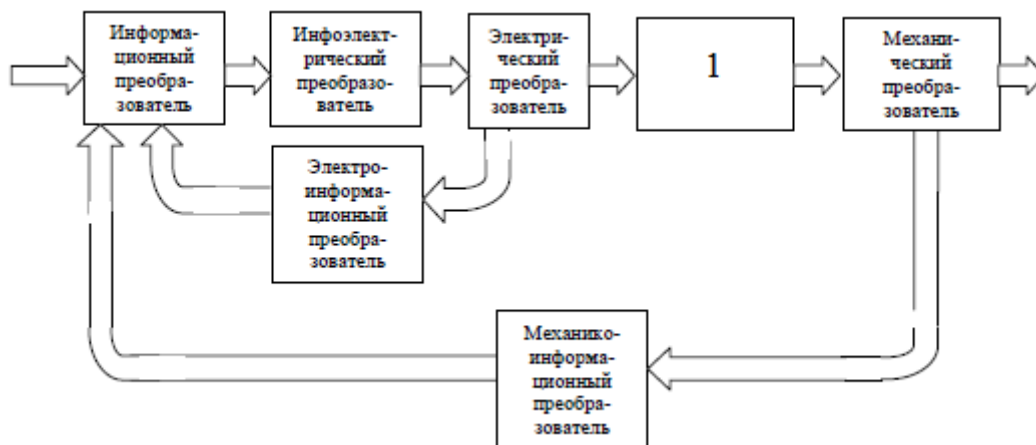 Информа-
ционный
преобра-
зователь
Инфоэлект-
рический
преобразо-
ватель
Электри-
ческий
преобра-
зователь
1
Механи-
ческий
преобра-
зователь
Электро-
информа-
ционный
преобра-
зователь
Механико-
информа-
ционный
преобра-
зователь